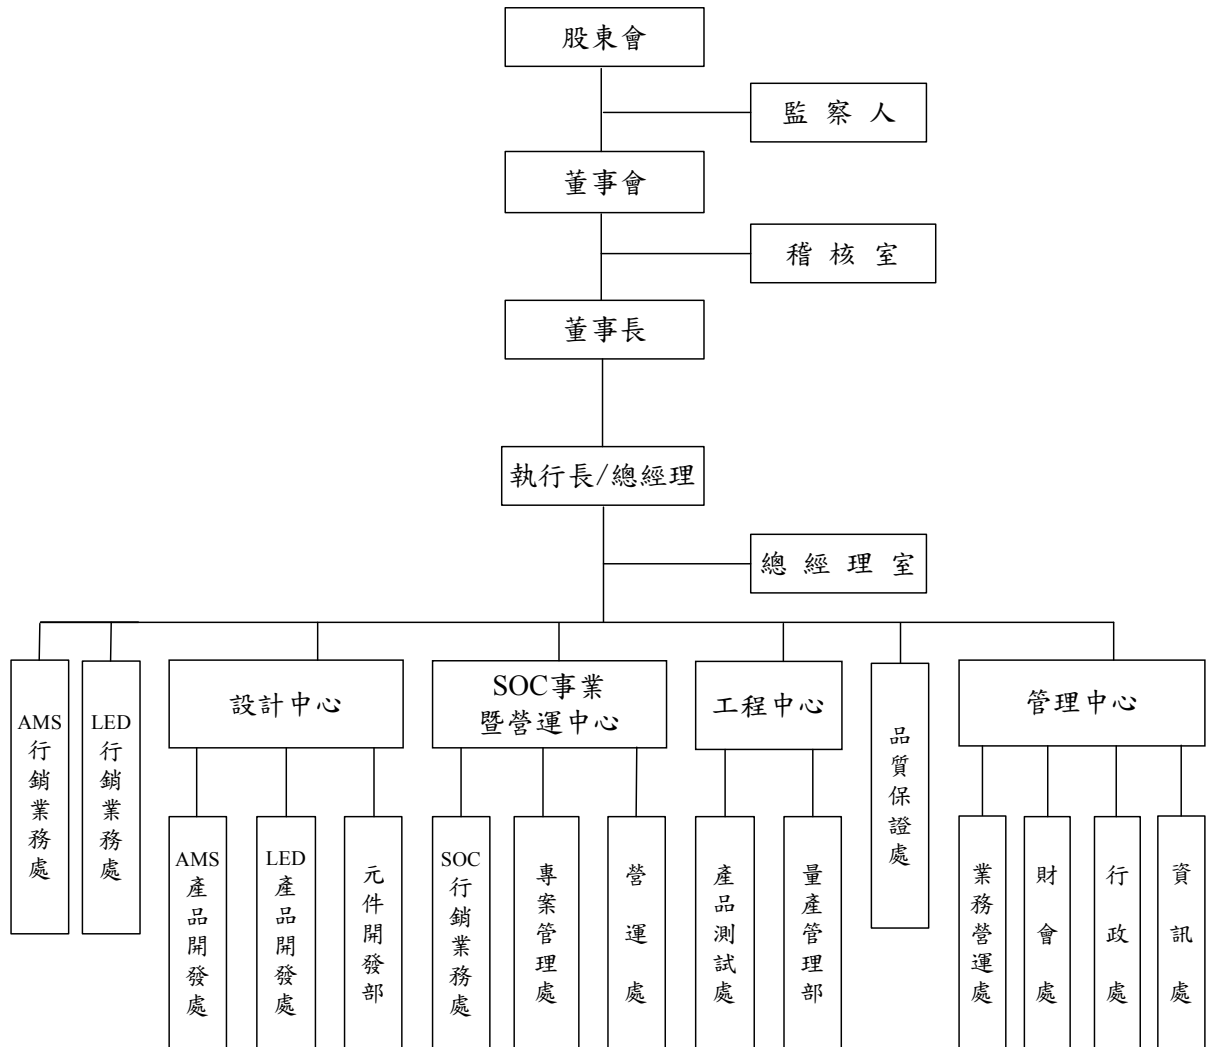 股東會
監察人
董事會
稽核室
董事長
執行長/總經理
總經理室
AMS行銷業務處
LED行銷業務處
設計中心
SOC事業
暨營運中心
工程中心
品質保證處
管理中心
AMS產品開發處
LED產品開發處
元件開發部
SOC行銷業務處
專案管理處
營運處
產品測試處
量產管理部
業務營運處
財會處
行政處
資訊處